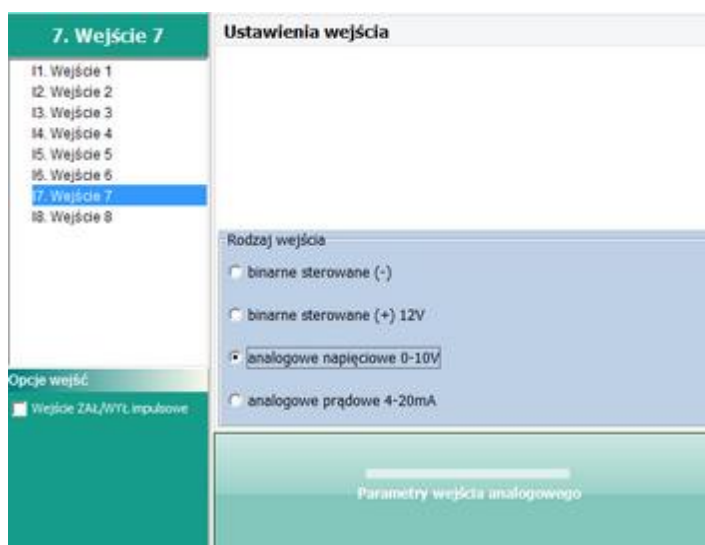 7. Wejście 7
I1. Wejście 1
I2. Wejście 2
I3. Wejście 3
I4. Wejście 4
I5. Wejście 5
I6. Wejście 6
I7. Wejście 7
I8. Wejście 8
Opcje wejść
Wejście ZAŁ/WYŁ impulsowe
Ustawienia wejścia
Rodzaj wejścia
binarne sterowane (-)
binarne sterowane (+) 12V
analogowe napięciowe 0-10V
analogowe prądowe 4-20mA
Parametry wejścia analogowego